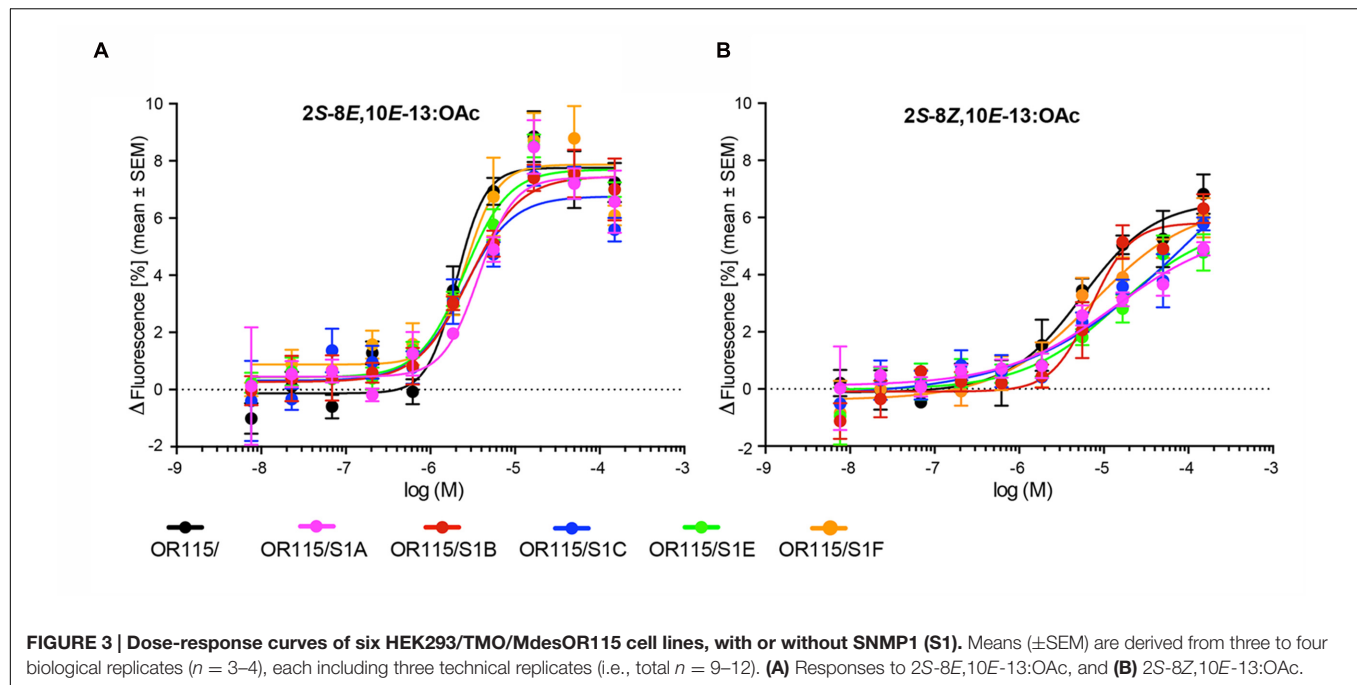 A
B
2S-8E,10E-13:OAc
2S-8Z,10E-13:OAc
Δ Fluorescence [%] (mean ± SEM)
10
8
6
4
2
0
-2
-9
-8
-7
-6
-5
-4
-3
log (M)
Δ Fluorescence [%] (mean ± SEM)
10
8
6
4
2
0
-2
-9
-8
-7
-6
-5
-4
-3
log (M)
OR115/
OR115/S1A
OR115/S1B
OR115/S1C
OR115/S1E
OR115/S1F
FIGURE 3 | Dose-response curves of six HEK293/TMO/MdesOR115 cell lines, with or without SNMP1 (S1). Means (±SEM) are derived from three to four
biological replicates (n = 3–4), each including three technical replicates (i.e., total n = 9–12). (A) Responses to 2S-8E,10E-13:OAc, and (B) 2S-8Z,10E-13:OAc.